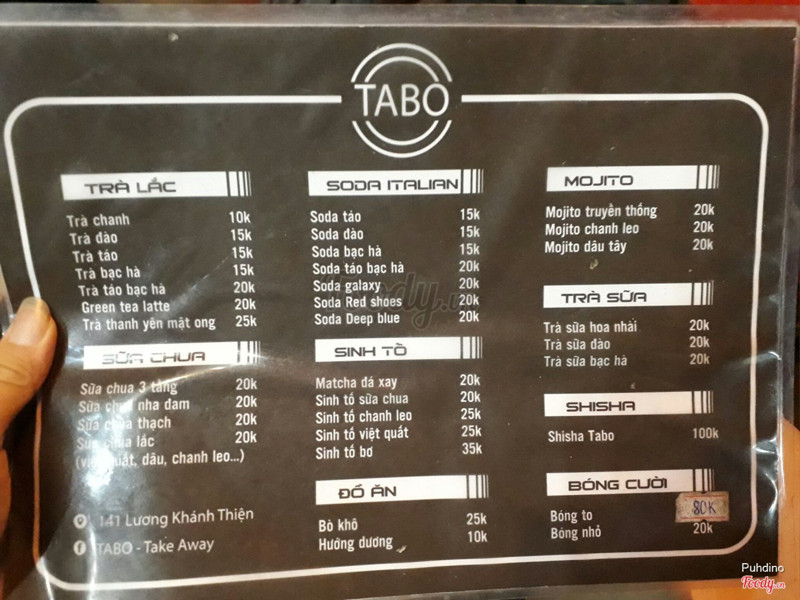 TABO
TRÀ LẮC
Trà chanh 10k
Trà đào 15k
Trà táo 15k
Trà bạc hà 15k
Trà táo bạc hà 20k
Green tea latte 20k
Trà thanh yên mật ong 25k
SỮA CHUA
Sữa chua 3 tầng 20k
Sữa chua nha đam 20k
Sữa chua thạch 20k
Sữa chua lắc 20k
(việt quất, dâu, chanh leo...)
141 Lương Khánh Thiện
TABO - Take Away
SODA ITALIAN
Soda táo 15k
Soda đào 15k
Soda bạc hà 15k
Soda táo bạc hà 20k
Soda galaxy 20k
Soda Red shoes 20k
Soda Deep blue 20k
SINH TỐ
Matcha đá xay 20k
Sinh tố sữa chua 20k
Sinh tố chanh leo 25k
Sinh tố việt quất 25k
Sinh tố bơ 35k
ĐỒ ĂN
Bò khô 25k
Hướng dương 10k
MOJITO
Mojito truyền thống 20k
Mojito chanh leo 20k
Mojito dâu tây 20k
TRÀ SỮA
Trà sữa hoa nhài 20k
Trà sữa đào 20k
Trà sữa bạc hà 20k
SHISHA
Shisha Tabo 100k
BÓNG CƯỜI
Bóng to 80K
Bóng nhỏ 20k
Puhdino
Foody.vn